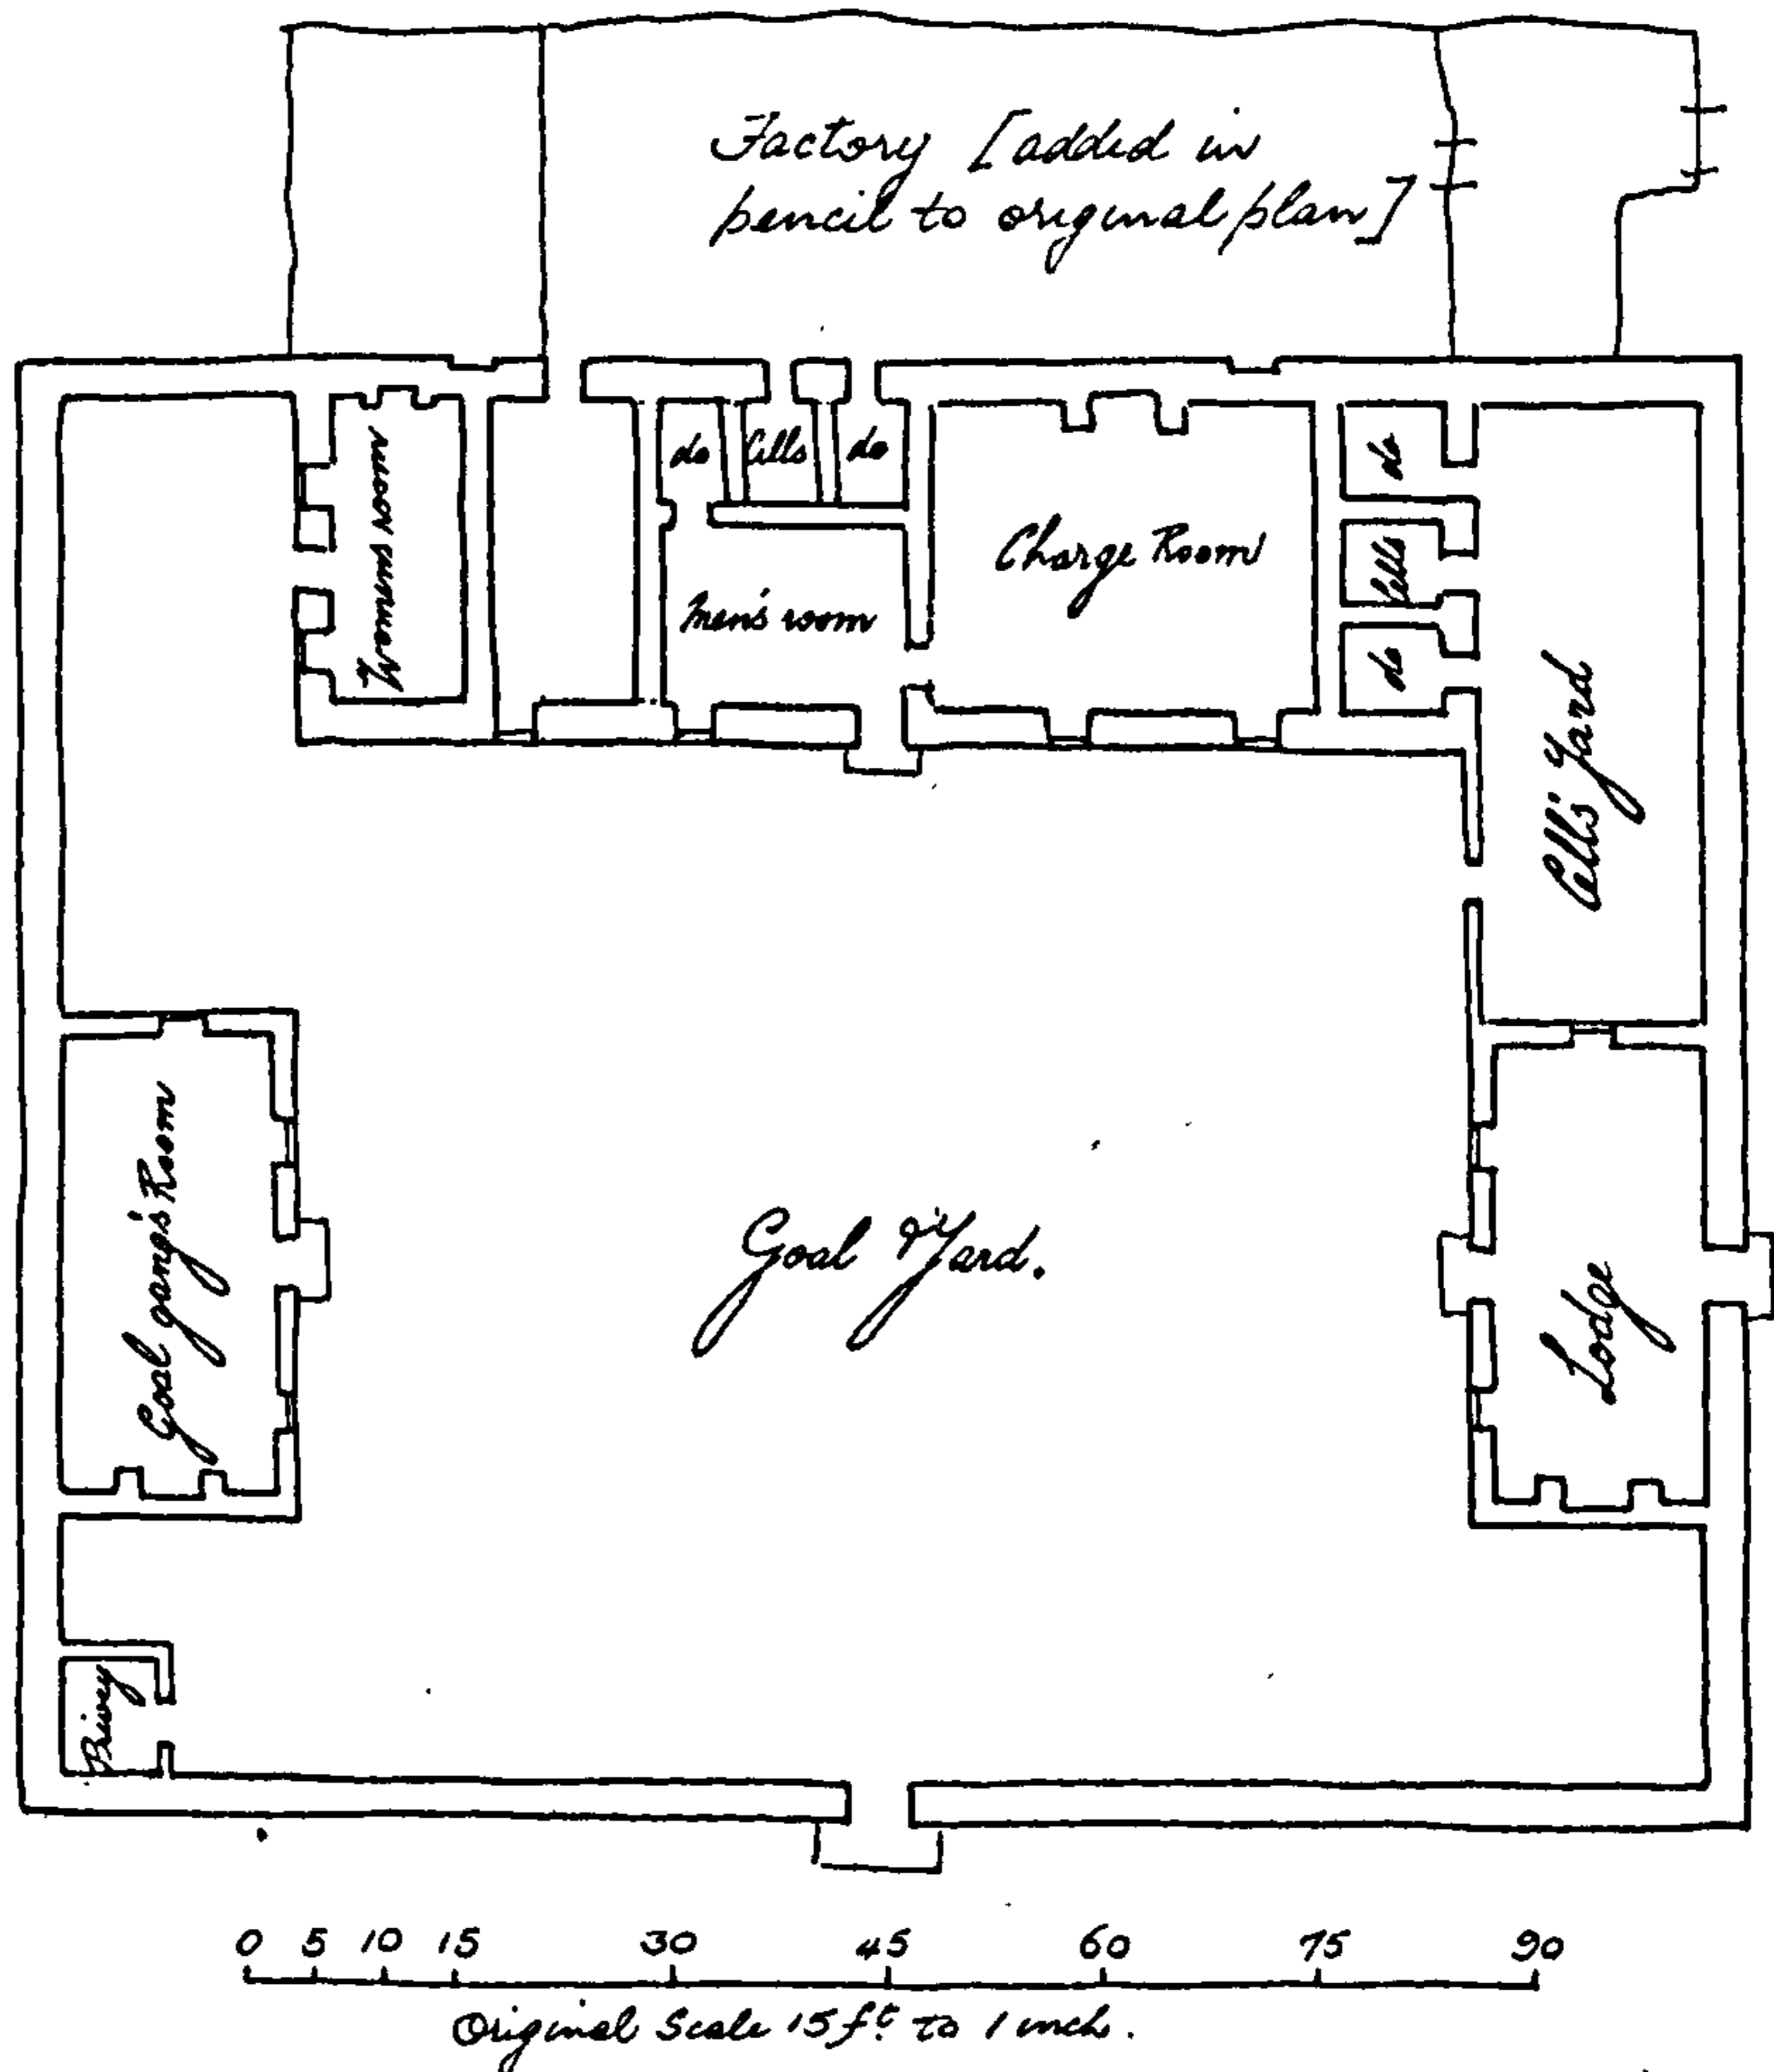 Factory [added in
pencil to original plan]
Womens room
do
Cells
do
Charge Room
do
Cells
do
Men's room
Cell's Yard
Goal gang's Room
Goal Yard.
Lodge
Privy
0 5 10 15 30 45 60 75 90
Original Scale 15 ft to 1 inch.